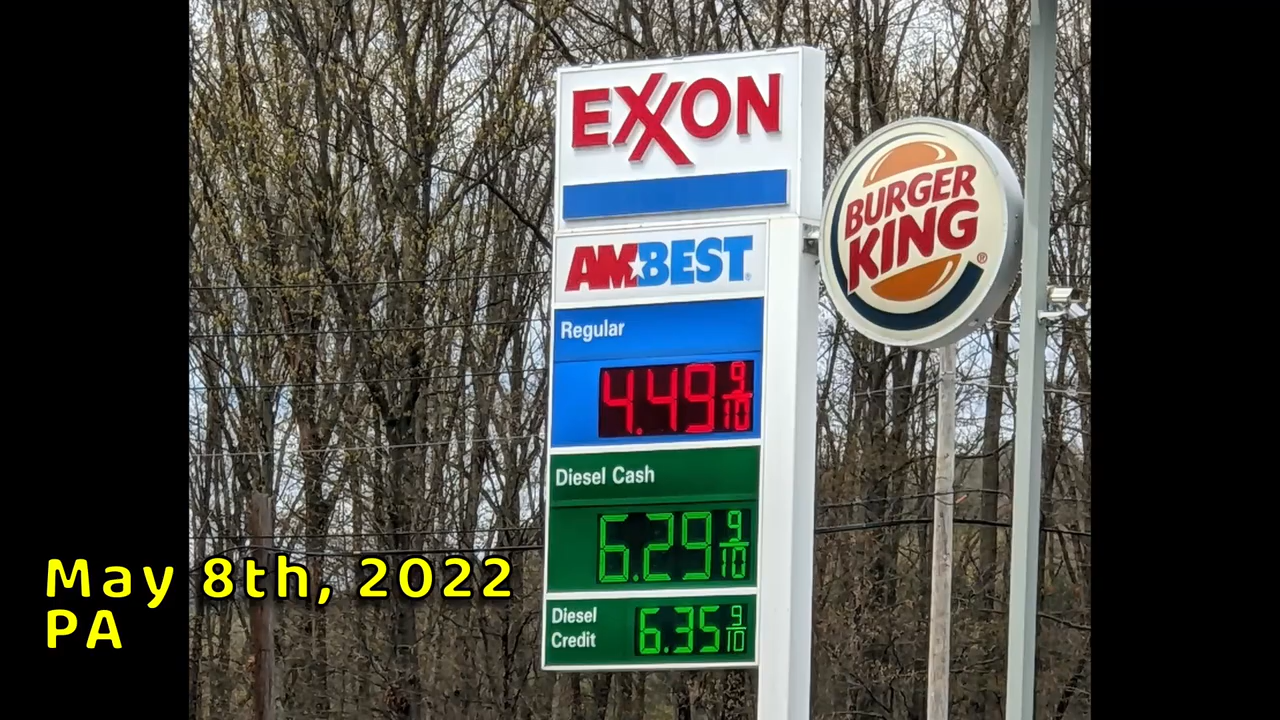 EXXON
AMBEST
BURGER
KING
®
Regular
4.49 9/10
Diesel Cash
6.29 9/10
Diesel
Credit
6.35 9/10
May 8th, 2022
PA